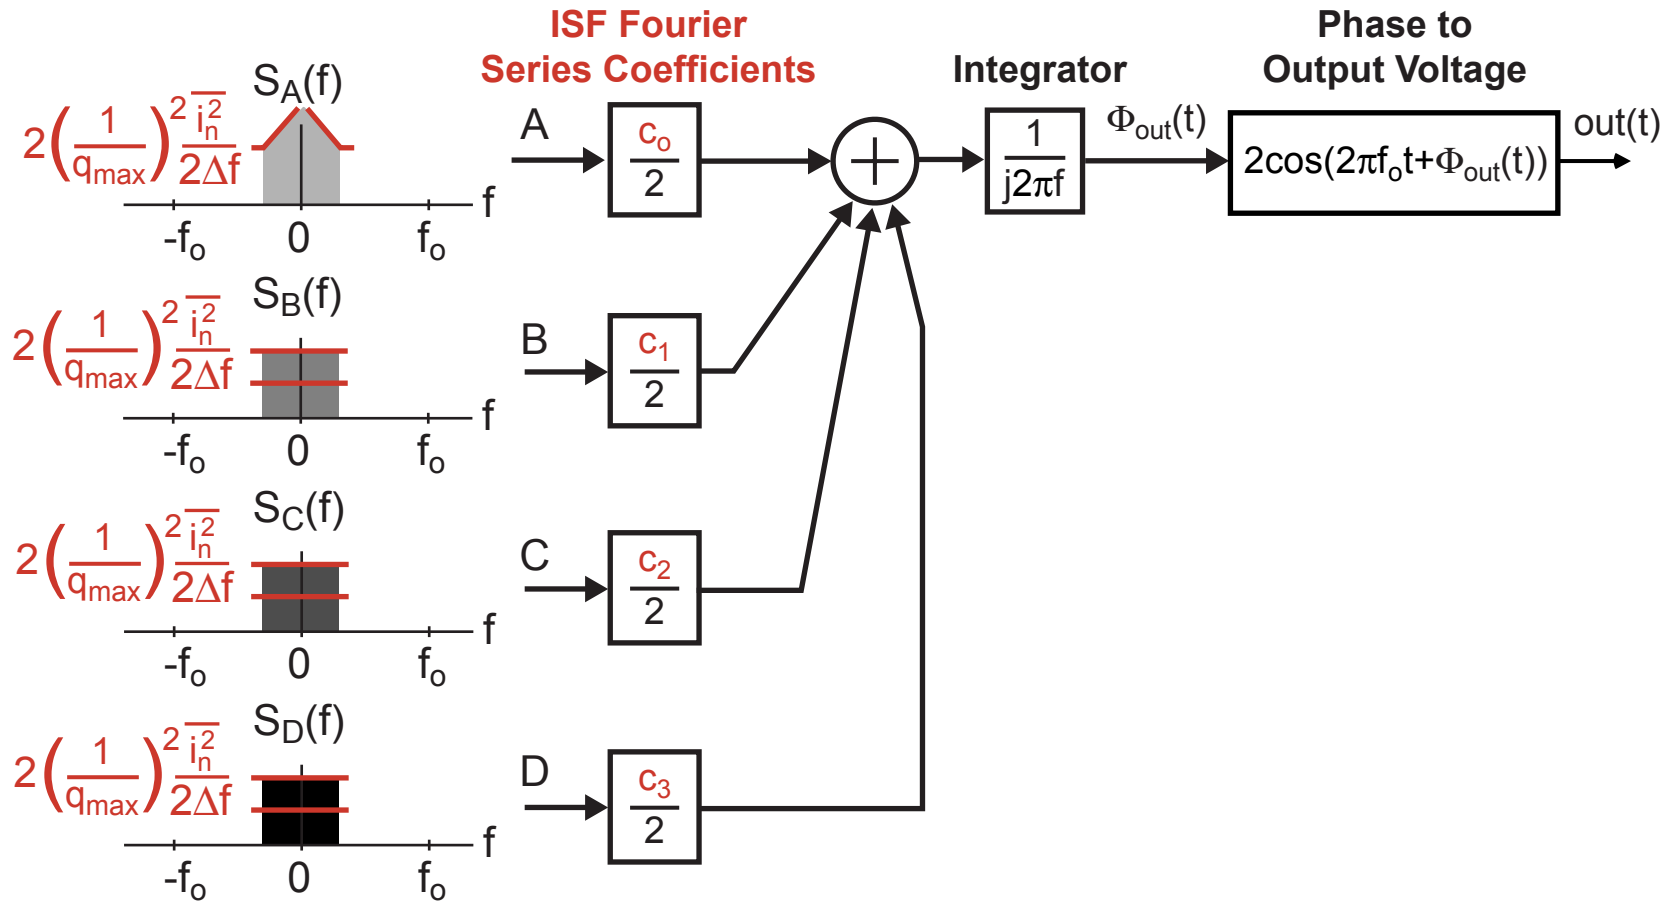 ISF Fourier
Series Coefficients
Integrator
Phase to
Output Voltage
S_A(f)
2(1/q_max)^2 i_n^2/2Δf
-f_o 0 f_o f
A
c_o/2
+
1/j2πf
Φ_out(t)
2cos(2πf_ot+Φ_out(t))
out(t)
S_B(f)
2(1/q_max)^2 i_n^2/2Δf
-f_o 0 f_o f
B
c_1/2
S_C(f)
2(1/q_max)^2 i_n^2/2Δf
-f_o 0 f_o f
C
c_2/2
S_D(f)
2(1/q_max)^2 i_n^2/2Δf
-f_o 0 f_o f
D
c_3/2